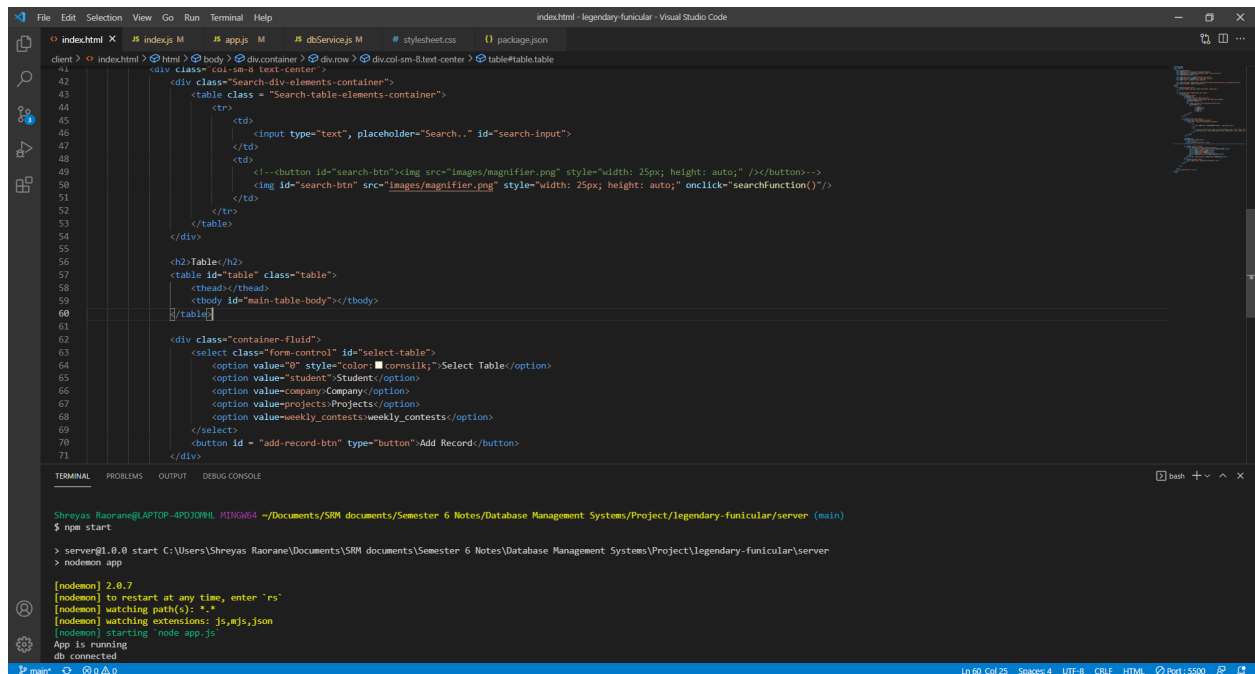 File Edit Selection View Go Run Terminal Help
index.html - legendary-funicular - Visual Studio Code
index.html JS index.js M JS app.js M JS dbService.js M # stylesheet.css {} package.json
client > index.html > html > body > div.container > div.row > div.col-sm-8.text-center > table#table.table
41 <div class="col-sm-8 text-center">
42 <div class="Search-div-elements-container">
43 <table class = "Search-table-elements-container">
44 <tr>
45 <td>
46 <input type="text", placeholder="Search.." id="search-input">
47 </td>
48 <td>
49 <!--<button id="search-btn"><img src="images/magnifier.png" style="width: 25px; height: auto;" /></button>-->
50 <img id="search-btn" src="images/magnifier.png" style="width: 25px; height: auto;" onclick="searchFunction()"/>
51 </td>
52 </tr>
53 </table>
54 </div>
55
56 <h2>Table</h2>
57 <table id="table" class="table">
58 <thead></thead>
59 <tbody id="main-table-body"></tbody>
60 </table>
61
62 <div class="container-fluid">
63 <select class="form-control" id="select-table">
64 <option value="0" style="color: cornsilk;">Select Table</option>
65 <option value="student">Student</option>
66 <option value=company>Company</option>
67 <option value=projects>Projects</option>
68 <option value=weekly_contests>weekly_contests</option>
69 </select>
70 <button id = "add-record-btn" type="button">Add Record</button>
71 </div>
TERMINAL PROBLEMS OUTPUT DEBUG CONSOLE
bash
Shreyas Raorane@LAPTOP-4PDJOMHL MINGW64 ~/Documents/SRM documents/Semester 6 Notes/Database Management Systems/Project/legendary-funicular/server (main)
$ npm start
> server@1.0.0 start C:\Users\Shreyas Raorane\Documents\SRM documents\Semester 6 Notes\Database Management Systems\Project\legendary-funicular\server
> nodemon app
[nodemon] 2.0.7
[nodemon] to restart at any time, enter `rs`
[nodemon] watching path(s): *.*
[nodemon] watching extensions: js,mjs,json
[nodemon] starting `node app.js`
App is running
db connected
main* 0 0 Ln 60, Col 25 Spaces: 4 UTF-8 CRLF HTML Port : 5500